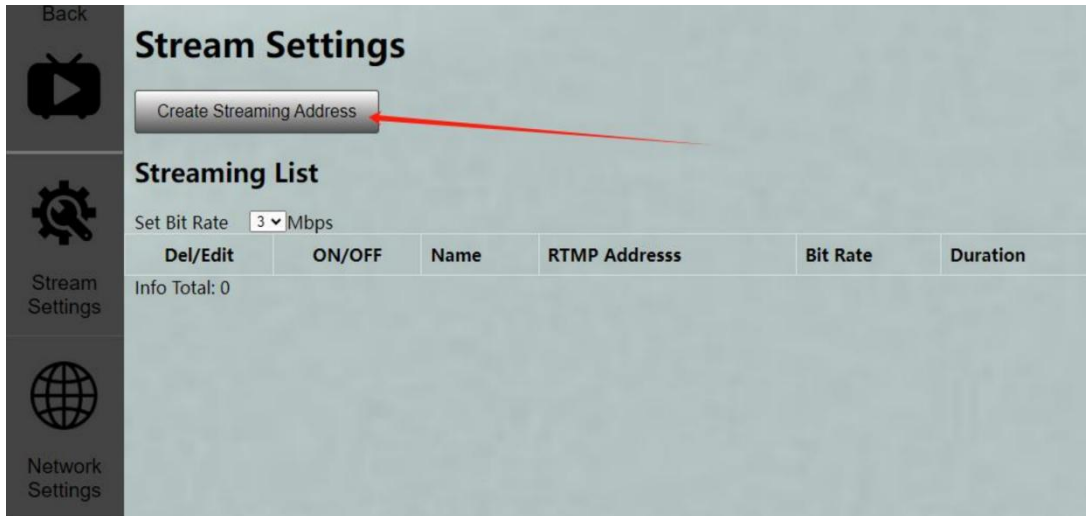 Back
Stream Settings
Create Streaming Address
Streaming List
Set Bit Rate 3 Mbps
Del/Edit ON/OFF Name RTMP Addresss Bit Rate Duration
Info Total: 0
Stream
Settings
Network
Settings